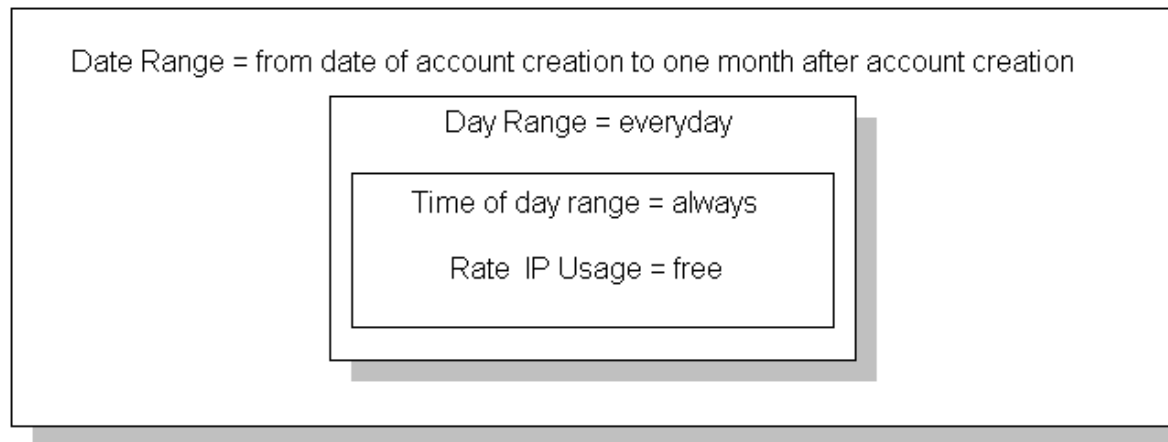 Date Range = from date of account creation to one month after account creation
Day Range = everyday
Time of day range = always
Rate IP Usage = free